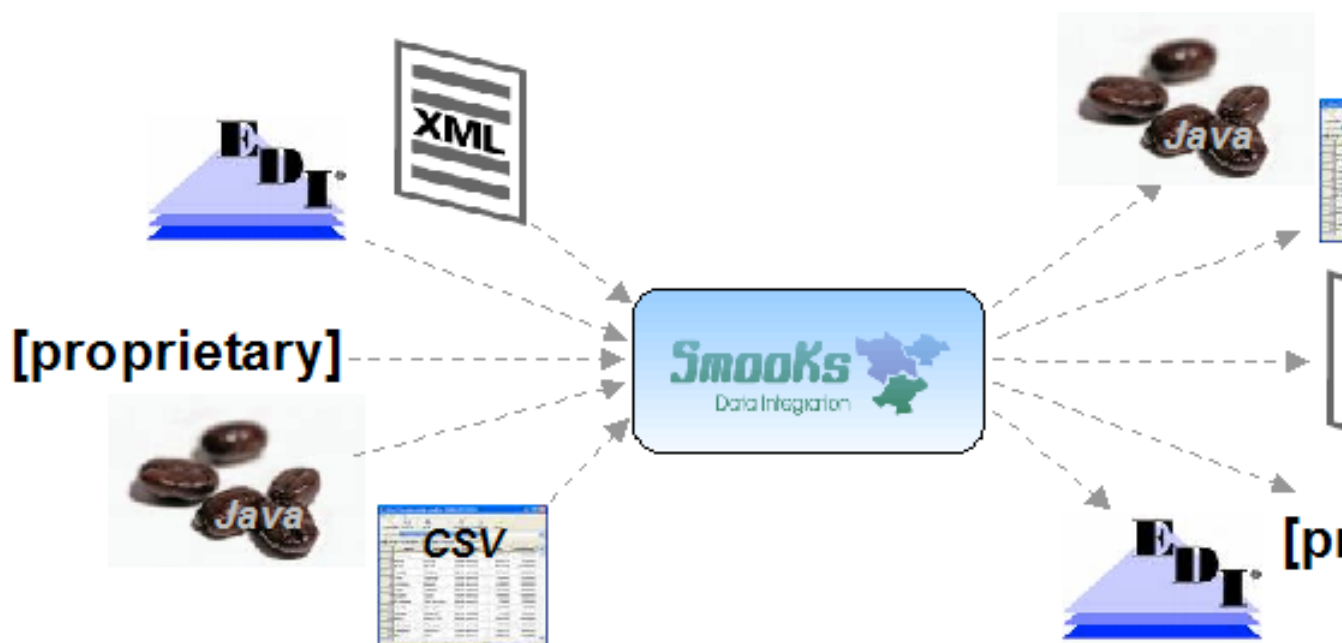 XML
EDI
[proprietary]
Java
CSV
Smooks
Data Integration
Java
EDI
[pr